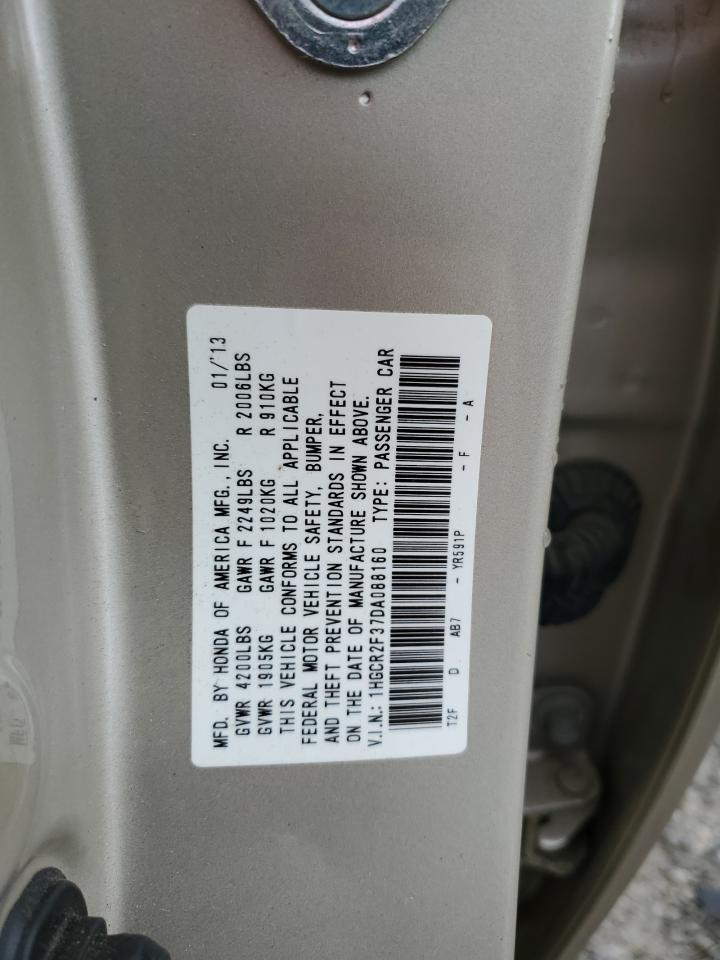 MFD. BY HONDA OF AMERICA MFG., INC. 01/'13
GVWR 4200LBS GAWR F 2249LBS R 2006LBS
GVWR 1905KG GAWR F 1020KG R 910KG
THIS VEHICLE CONFORMS TO ALL APPLICABLE
FEDERAL MOTOR VEHICLE SAFETY, BUMPER,
AND THEFT PREVENTION STANDARDS IN EFFECT
ON THE DATE OF MANUFACTURE SHOWN ABOVE.
V.I.N.: 1HGCR2F37DA088160 TYPE: PASSENGER CAR
T2F D AB7 - YR591P - F - A